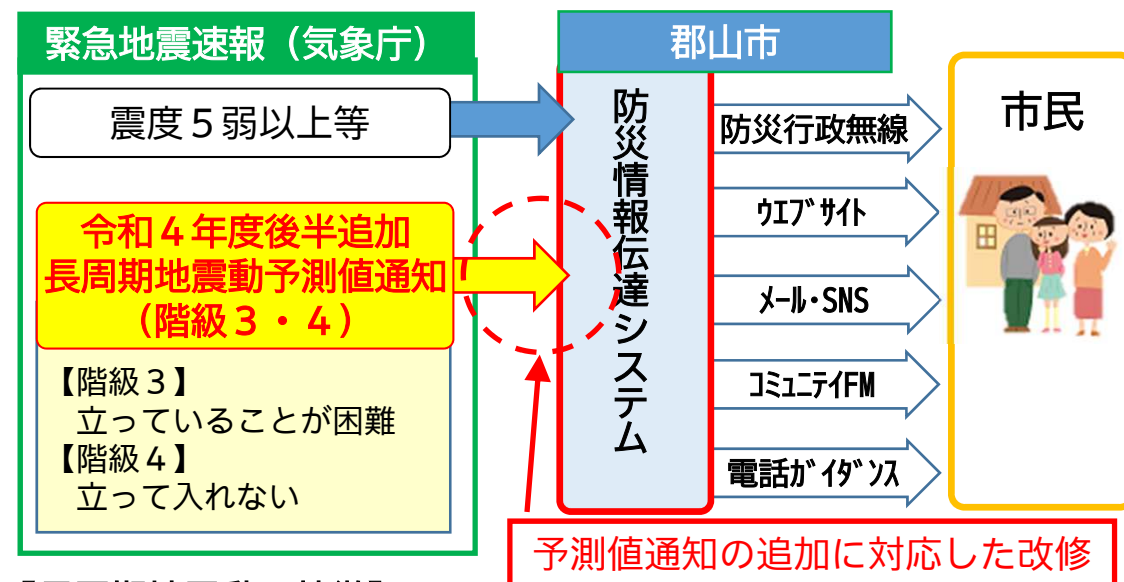 緊急地震速報（気象庁）
震度５弱以上等
令和４年度後半追加
長周期地震動予測値通知
（階級３・４）
【階級３】
立っていることが困難
【階級４】
立って入れない
郡山市
防災情報伝達システム
防災行政無線
ｳｴﾌﾞｻｲﾄ
ﾒｰﾙ・SNS
ｺﾐｭﾆﾃｲFM
電話ｶﾞｲﾀﾞﾝｽ
市民
予測値通知の追加に対応した改修